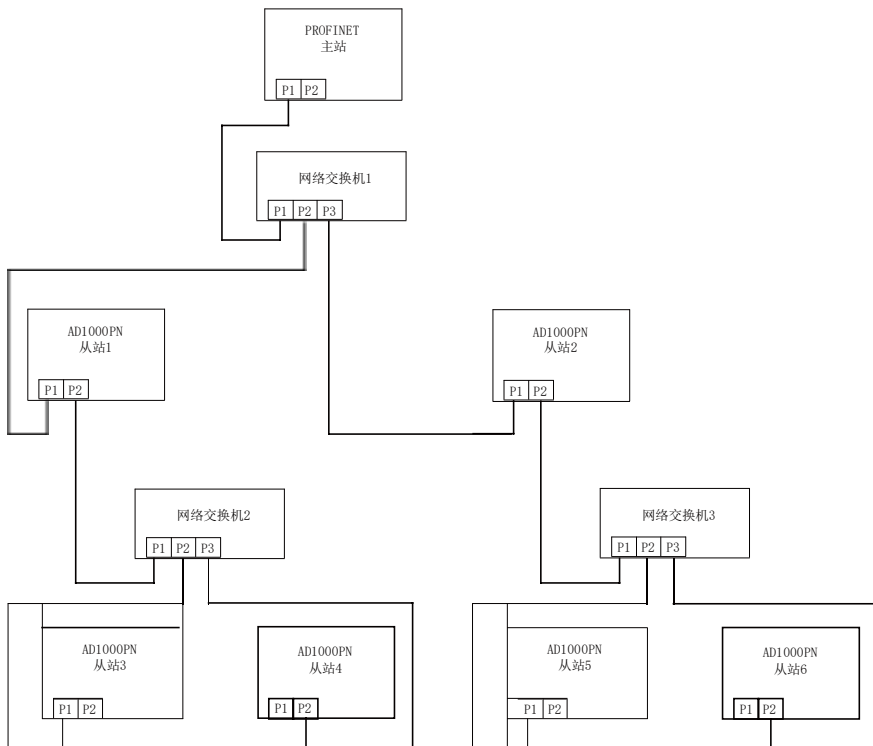 PROFINET
主站
P1 P2
网络交换机1
P1 P2 P3
AD1000PN
从站1
P1 P2
AD1000PN
从站2
P1 P2
网络交换机2
P1 P2 P3
网络交换机3
P1 P2 P3
AD1000PN
从站3
P1 P2
AD1000PN
从站4
P1 P2
AD1000PN
从站5
P1 P2
AD1000PN
从站6
P1 P2